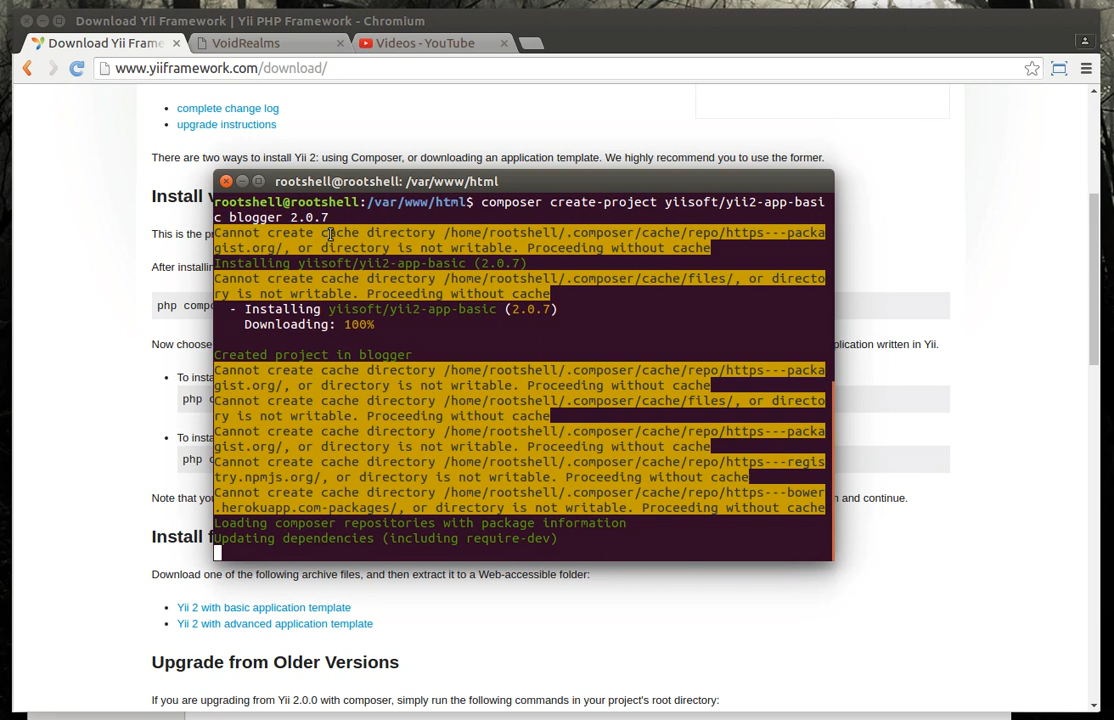 Download Yii Framework | Yii PHP Framework - Chromium
Download Yii Frame
VoidRealms
Videos - YouTube
www.yiiframework.com/download/
complete change log
upgrade instructions
There are two ways to install Yii 2: using Composer, or downloading an application template. We highly recommend you to use the former.
Install
This is the pr
After installin
php comp
Now choose
plication written in Yii.
To insta
php c
To insta
php c
Note that you
n and continue.
rootshell@rootshell: /var/www/html
rootshell@rootshell:/var/www/html$ composer create-project yiisoft/yii2-app-basi
c blogger 2.0.7
Cannot create cache directory /home/rootshell/.composer/cache/repo/https---packa
gist.org/, or directory is not writable. Proceeding without cache
Installing yiisoft/yii2-app-basic (2.0.7)
Cannot create cache directory /home/rootshell/.composer/cache/files/, or directo
ry is not writable. Proceeding without cache
- Installing yiisoft/yii2-app-basic (2.0.7)
Downloading: 100%
Created project in blogger
Cannot create cache directory /home/rootshell/.composer/cache/repo/https---packa
gist.org/, or directory is not writable. Proceeding without cache
Cannot create cache directory /home/rootshell/.composer/cache/files/, or directo
ry is not writable. Proceeding without cache
Cannot create cache directory /home/rootshell/.composer/cache/repo/https---packa
gist.org/, or directory is not writable. Proceeding without cache
Cannot create cache directory /home/rootshell/.composer/cache/repo/https---regis
try.npmjs.org/, or directory is not writable. Proceeding without cache
Cannot create cache directory /home/rootshell/.composer/cache/repo/https---bower
.herokuapp.com-packages/, or directory is not writable. Proceeding without cache
Loading composer repositories with package information
Updating dependencies (including require-dev)
Install f
Download one of the following archive files, and then extract it to a Web-accessible folder:
Yii 2 with basic application template
Yii 2 with advanced application template
Upgrade from Older Versions
If you are upgrading from Yii 2.0.0 with composer, simply run the following commands in your project's root directory: